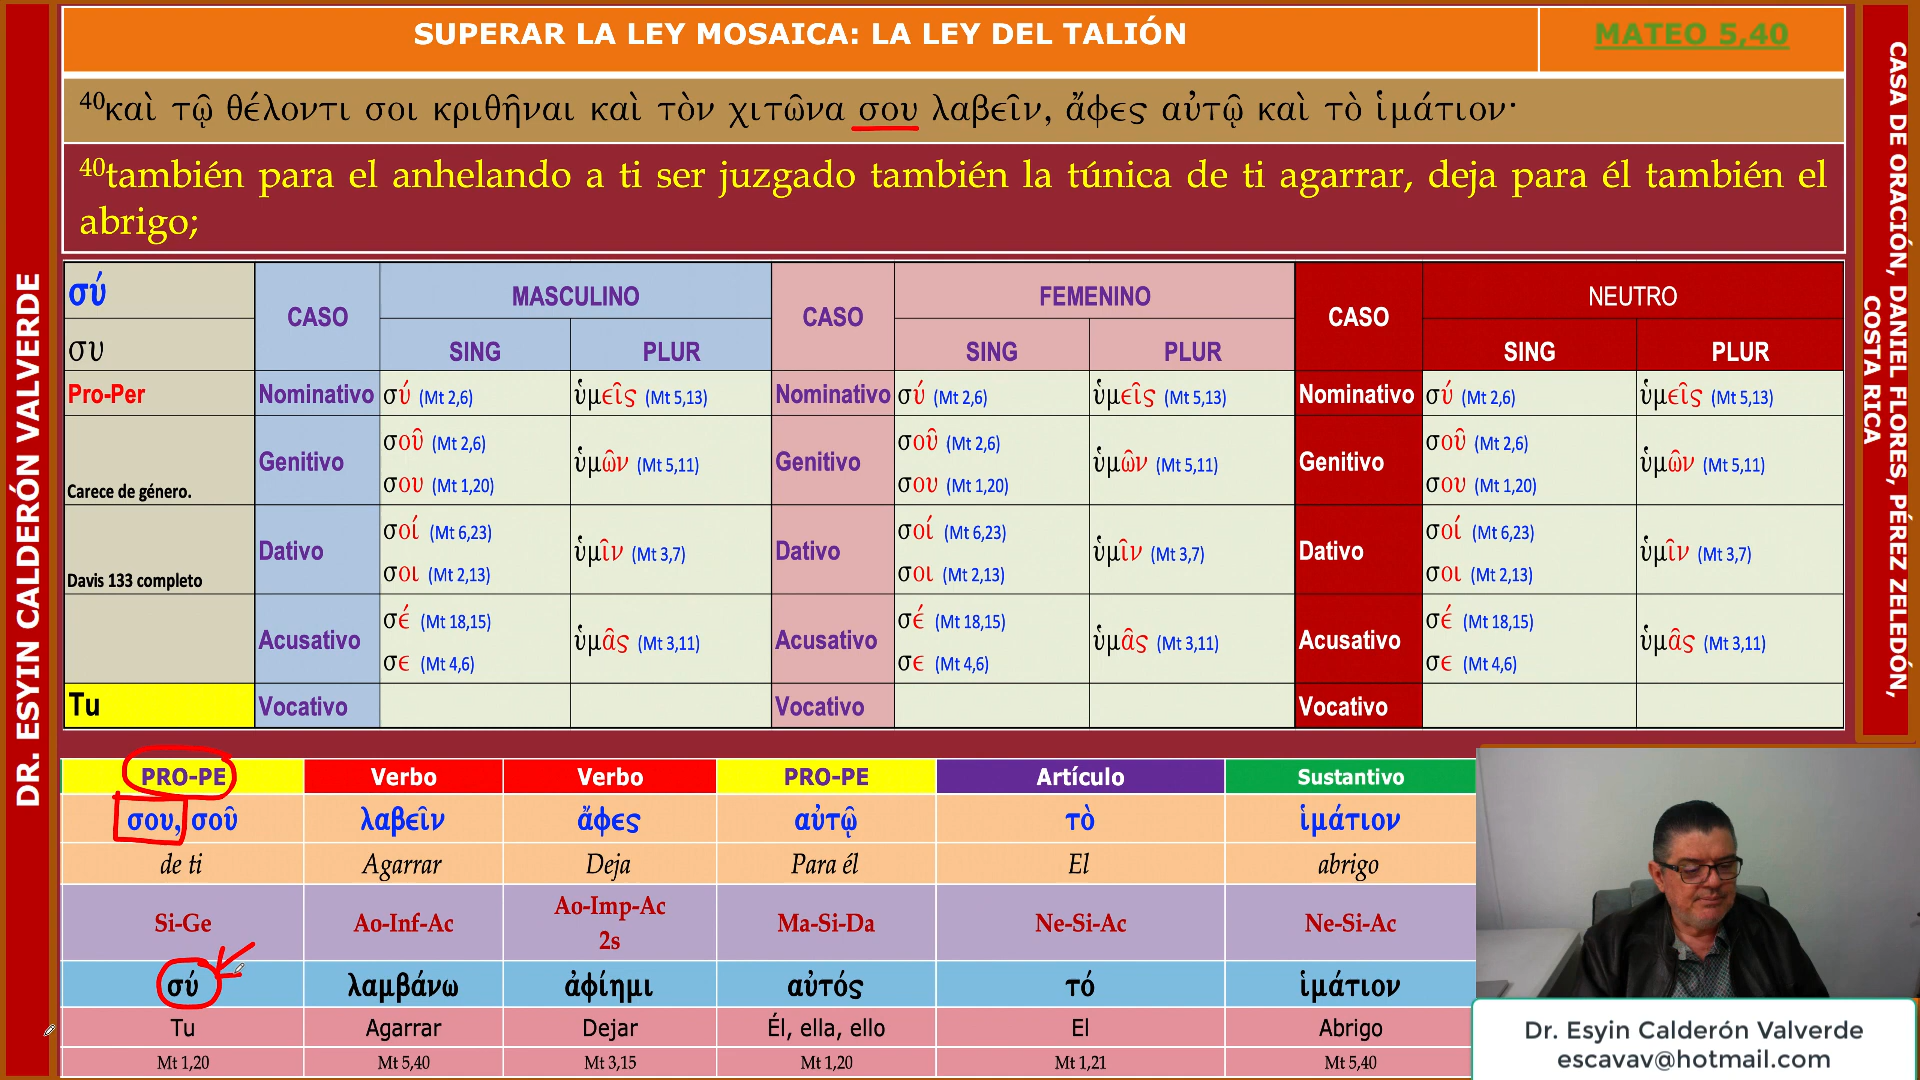 SUPERAR LA LEY MOSAICA: LA LEY DEL TALIÓN
MATEO 5,40
⁴⁰καὶ τῷ θέλοντι σοι κριθῆναι καὶ τὸν χιτῶνα σου λαβεῖν, ἄφες αὐτῷ καὶ τὸ ἱμάτιον·
⁴⁰también para el anhelando a ti ser juzgado también la túnica de ti agarrar, deja para él también el
abrigo;
σύ
συ
Pro-Per
Carece de género.
Davis 133 completo
Tu
CASO MASCULINO CASO FEMENINO CASO NEUTRO
SING PLUR SING PLUR SING PLUR
Nominativo σύ (Mt 2,6) ὑμεῖς (Mt 5,13) Nominativo σύ (Mt 2,6) ὑμεῖς (Mt 5,13) Nominativo σύ (Mt 2,6) ὑμεῖς (Mt 5,13)
Genitivo σοῦ (Mt 2,6) ὑμῶν (Mt 5,11) Genitivo σοῦ (Mt 2,6) ὑμῶν (Mt 5,11) Genitivo σοῦ (Mt 2,6) ὑμῶν (Mt 5,11)
σου (Mt 1,20) σου (Mt 1,20) σου (Mt 1,20)
Dativo σοί (Mt 6,23) ὑμῖν (Mt 3,7) Dativo σοί (Mt 6,23) ὑμῖν (Mt 3,7) Dativo σοί (Mt 6,23) ὑμῖν (Mt 3,7)
σοι (Mt 2,13) σοι (Mt 2,13) σοι (Mt 2,13)
Acusativo σέ (Mt 18,15) ὑμᾶς (Mt 3,11) Acusativo σέ (Mt 18,15) ὑμᾶς (Mt 3,11) Acusativo σέ (Mt 18,15) ὑμᾶς (Mt 3,11)
σε (Mt 4,6) σε (Mt 4,6) σε (Mt 4,6)
Vocativo Vocativo Vocativo
PRO-PE Verbo Verbo PRO-PE Artículo Sustantivo
σου, σοῦ λαβεῖν ἄφες αὐτῷ τὸ ἱμάτιον
de ti Agarrar Deja Para él El abrigo
Si-Ge Ao-Inf-Ac Ao-Imp-Ac 2s Ma-Si-Da Ne-Si-Ac Ne-Si-Ac
σύ λαμβάνω ἀφίημι αὐτός τό ἱμάτιον
Tu Agarrar Dejar Él, ella, ello El Abrigo
Mt 1,20 Mt 5,40 Mt 3,15 Mt 1,20 Mt 1,21 Mt 5,40
DR. ESYIN CALDERÓN VALVERDE
CASA DE ORACIÓN, DANIEL FLORES, PÉREZ ZELEDÓN,
COSTA RICA
Dr. Esyin Calderón Valverde
escavav@hotmail.com